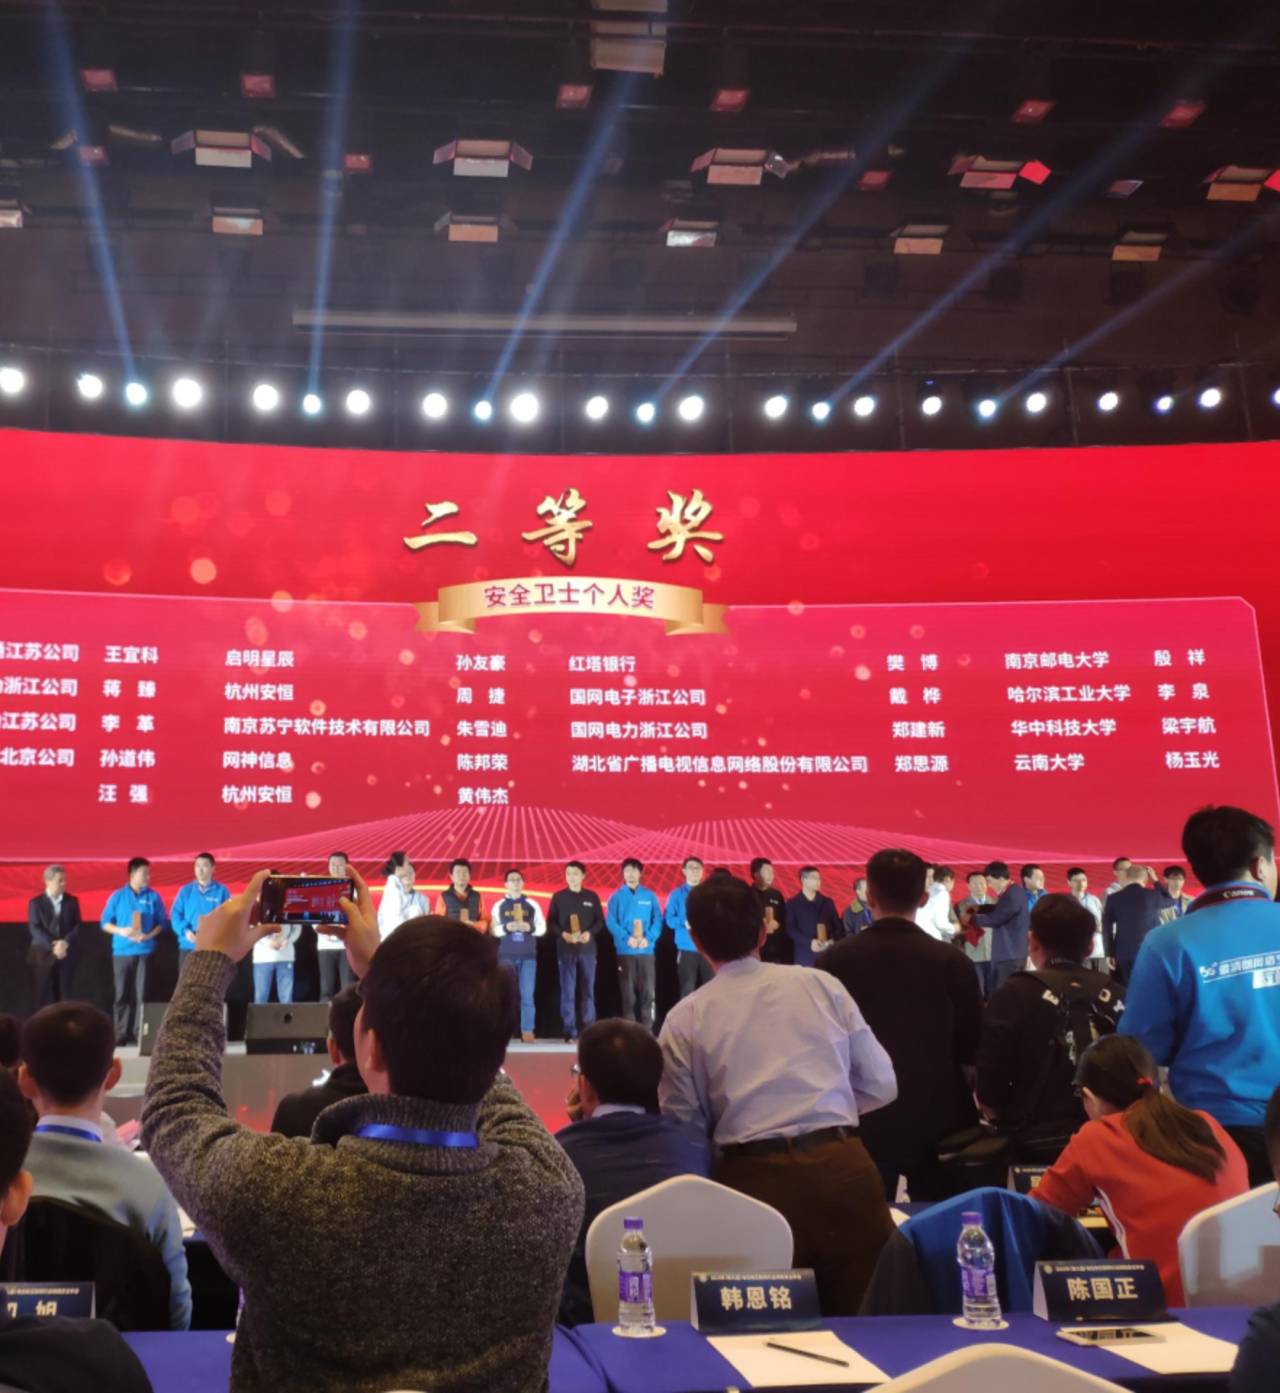 二等奖
安全卫士个人奖
江苏公司 王宜科 启明星辰 孙友豪 红塔银行 樊博 南京邮电大学 殷祥
浙江公司 蒋臻 杭州安恒 周捷 国网电子浙江公司 戴桦 哈尔滨工业大学 李泉
江苏公司 李革 南京苏宁软件技术有限公司 朱雪迪 国网电力浙江公司 郑建新 华中科技大学 梁宇航
北京公司 孙道伟 网神信息 陈邦荣 湖北省广播电视信息网络股份有限公司 郑思源 云南大学 杨玉光
汪强 杭州安恒 黄伟杰
Canon
韩恩铭
陈国正
旭